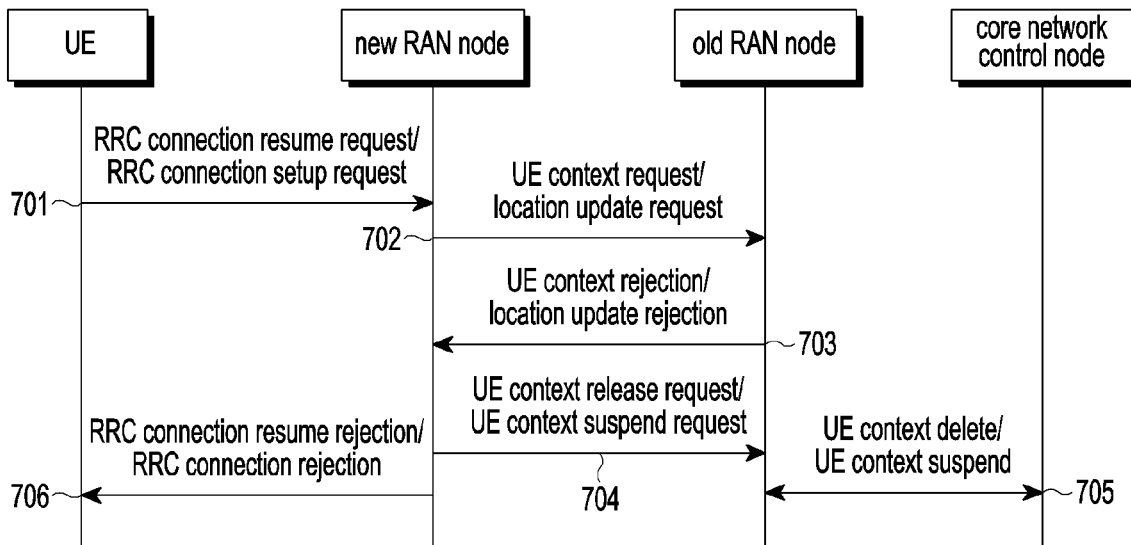 UE
new RAN node
old RAN node
core network
control node
RRC connection resume request/
RRC connection setup request
701
UE context request/
location update request
702
UE context rejection/
location update rejection
703
UE context release request/
UE context suspend request
704
UE context delete/
UE context suspend
705
RRC connection resume rejection/
RRC connection rejection
706